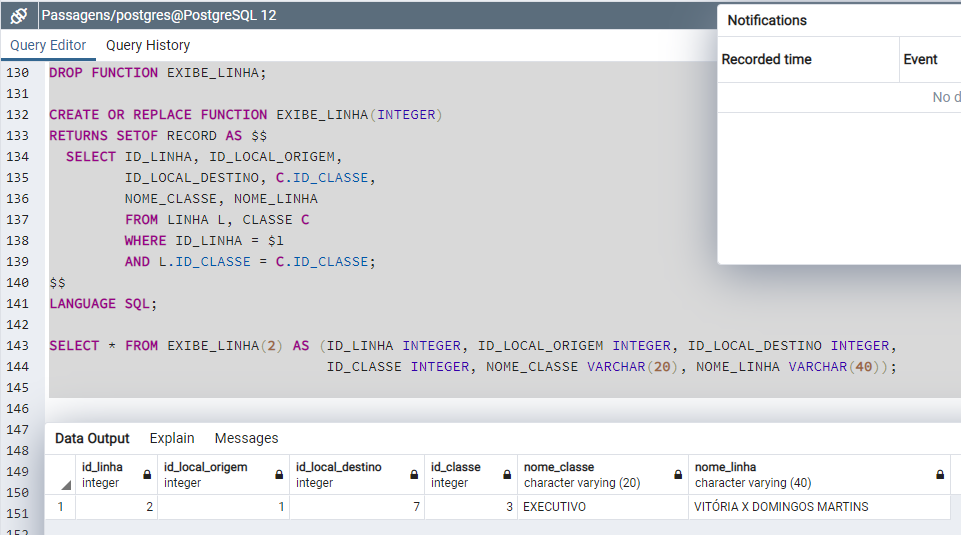 Passagens/postgres@PostgreSQL 12
Query Editor Query History
130 DROP FUNCTION EXIBE_LINHA;
131
132 CREATE OR REPLACE FUNCTION EXIBE_LINHA(INTEGER)
133 RETURNS SETOF RECORD AS $$
134 SELECT ID_LINHA, ID_LOCAL_ORIGEM,
135 ID_LOCAL_DESTINO, C.ID_CLASSE,
136 NOME_CLASSE, NOME_LINHA
137 FROM LINHA L, CLASSE C
138 WHERE ID_LINHA = $1
139 AND L.ID_CLASSE = C.ID_CLASSE;
140 $$
141 LANGUAGE SQL;
142
143 SELECT * FROM EXIBE_LINHA(2) AS (ID_LINHA INTEGER, ID_LOCAL_ORIGEM INTEGER, ID_LOCAL_DESTINO INTEGER,
144 ID_CLASSE INTEGER, NOME_CLASSE VARCHAR(20), NOME_LINHA VARCHAR(40));
145
146
147
148
149
150
151
152
Notifications
Recorded time Event
No d
Data Output Explain Messages
id_linha id_local_origem id_local_destino id_classe nome_classe nome_linha
integer integer integer integer character varying (20) character varying (40)
1 2 1 7 3 EXECUTIVO VITÓRIA X DOMINGOS MARTINS